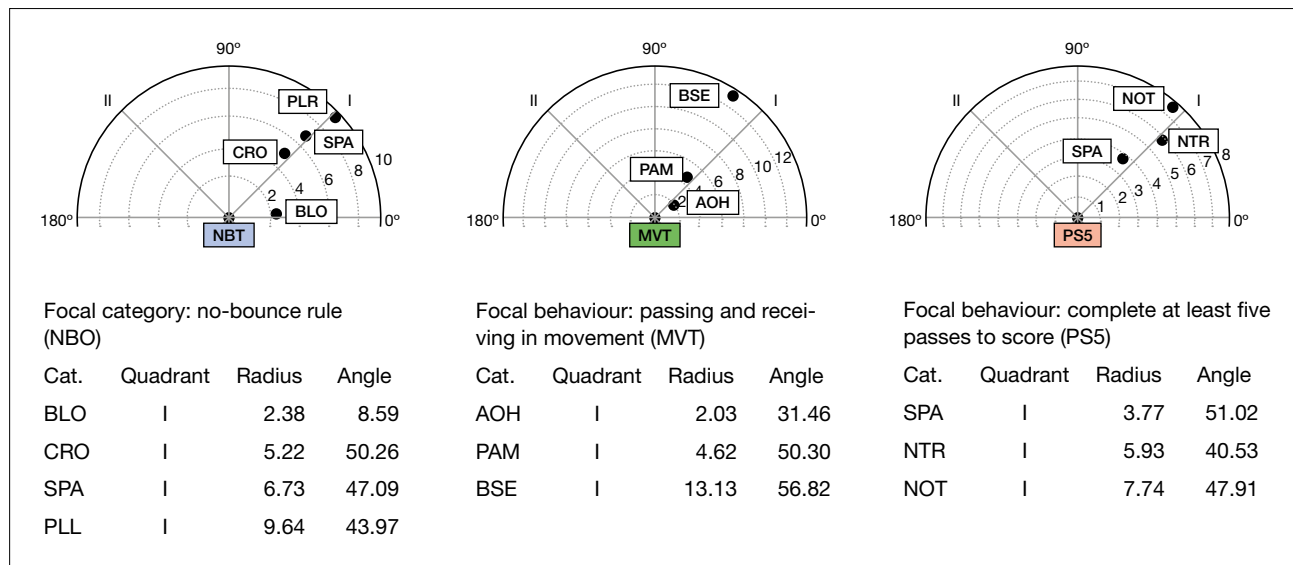 90º
II
I
PLR
SPA
CRO
BLO
2
4
6
8
10
180º
0º
NBT
90º
II
I
BSE
PAM
AOH
2
4
6
8
10
12
180º
0º
MVT
90º
II
I
NOT
NTR
SPA
1
2
3
4
5
6
7
8
180º
0º
PS5
Focal category: no-bounce rule
(NBO)
Cat. Quadrant Radius Angle
BLO I 2.38 8.59
CRO I 5.22 50.26
SPA I 6.73 47.09
PLL I 9.64 43.97
Focal behaviour: passing and recei-
ving in movement (MVT)
Cat. Quadrant Radius Angle
AOH I 2.03 31.46
PAM I 4.62 50.30
BSE I 13.13 56.82
Focal behaviour: complete at least five
passes to score (PS5)
Cat. Quadrant Radius Angle
SPA I 3.77 51.02
NTR I 5.93 40.53
NOT I 7.74 47.91